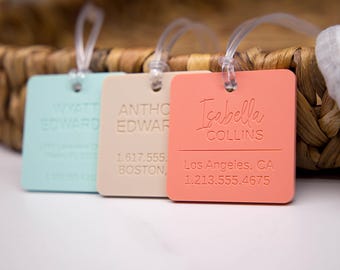 WYATT
EDWARD
ANTHO
EDWAR
1.617.555.
BOSTON,
Isabella
COLLINS
Los Angeles, CA
1.213.555.4675